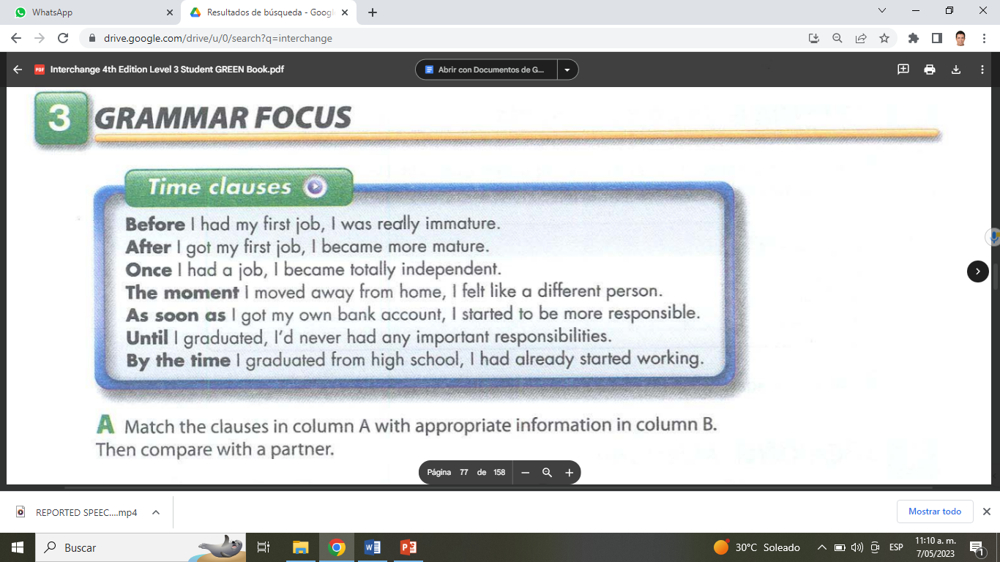 WhatsApp
Resultados de búsqueda - Googl
drive.google.com/drive/u/0/search?q=interchange
PDF Interchange 4th Edition Level 3 Student GREEN Book.pdf
Abrir con Documentos de G...
3 GRAMMAR FOCUS
Time clauses
Before I had my first job, I was really immature.
After I got my first job, I became more mature.
Once I had a job, I became totally independent.
The moment I moved away from home, I felt like a different person.
As soon as I got my own bank account, I started to be more responsible.
Until I graduated, I'd never had any important responsibilities.
By the time I graduated from high school, I had already started working.
A Match the clauses in column A with appropriate information in column B.
Then compare with a partner.
Página 77 de 158
REPORTED SPEEC....mp4
Mostrar todo
Buscar
30°C Soleado
ESP
11:10 a. m.
7/05/2023
1